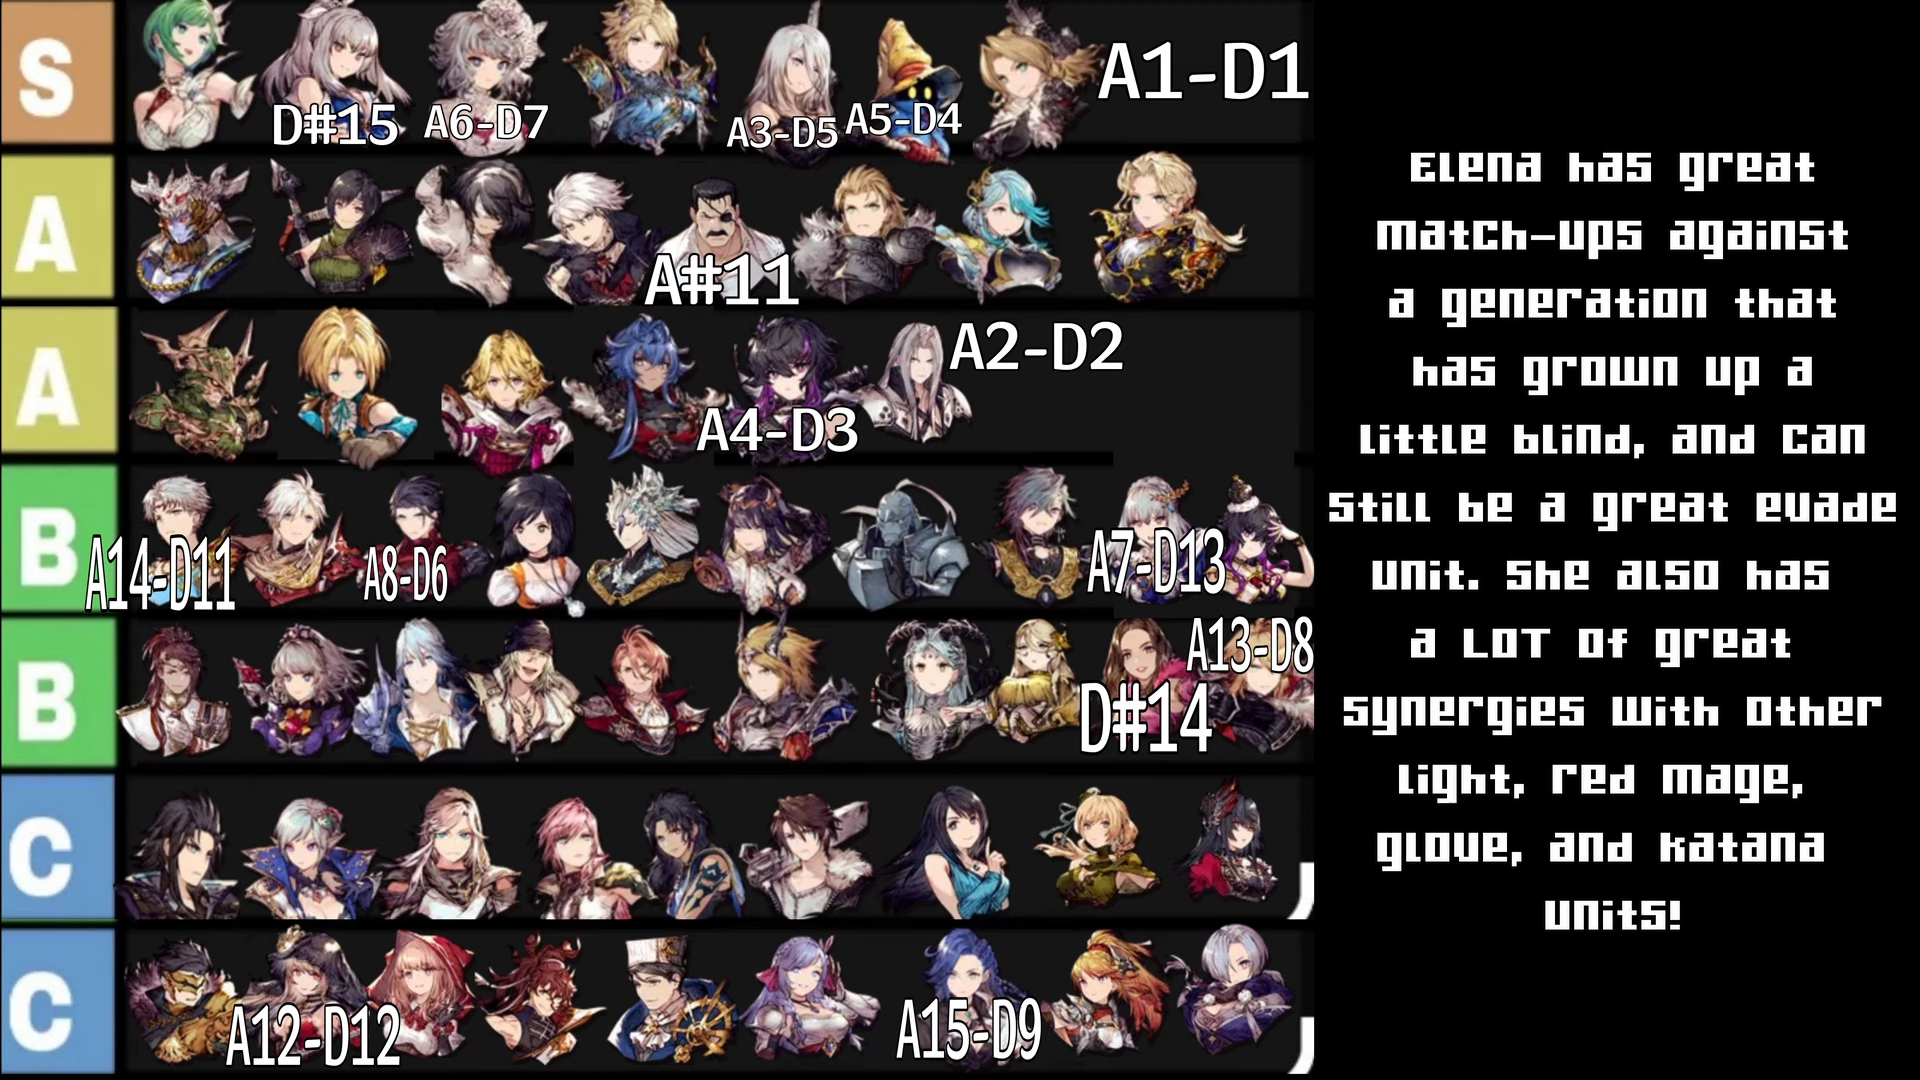 S
A1-D1
D#15
A6-D7
A3-D5
A5-D4
A
A#11
A
A2-D2
A4-D3
B
A14-D11
A8-D6
A7-D13
B
A13-D8
D#14
C
C
A12-D12
A15-D9
Elena has great
match-ups against
a generation that
has grown up a
little blind, and can
still be a great evade
unit. She also has
a LOT of great
synergies with other
light, red mage,
glove, and katana
units!